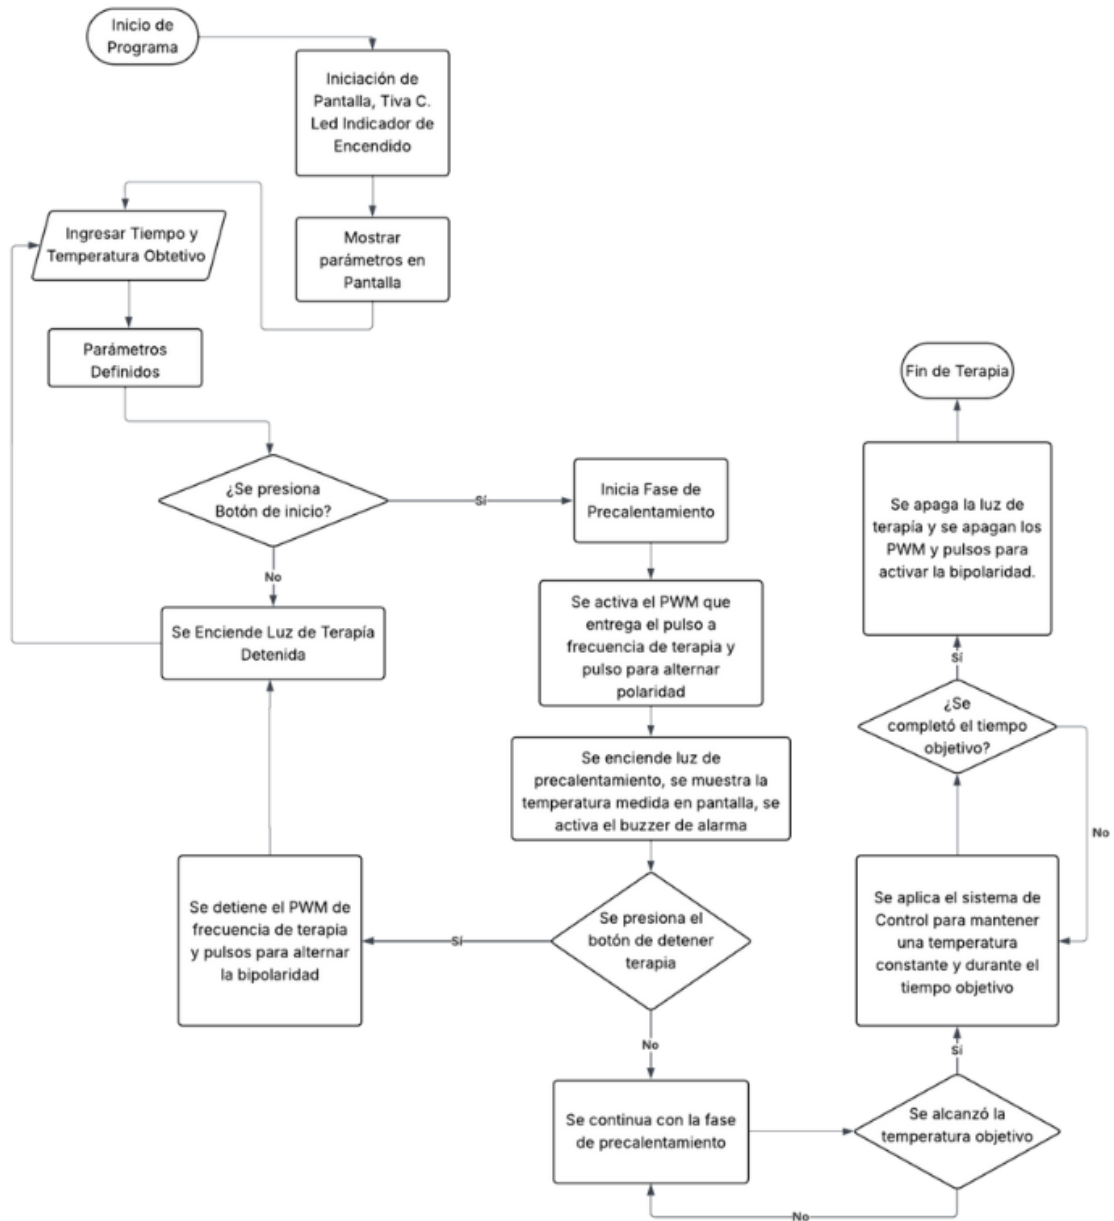 Inicio de
Programa
Iniciación de
Pantalla, Tiva C.
Led Indicador de
Encendido
Mostrar
parámetros en
Pantalla
Ingresar Tiempo y
Temperatura Obtetivo
Parámetros
Definidos
¿Se presiona
Botón de inicio?
Sí
No
Se Enciende Luz de Terapía
Detenida
Inicia Fase de
Precalentamiento
Se activa el PWM que
entrega el pulso a
frecuencia de terapia y
pulso para alternar
polaridad
Se enciende luz de
precalentamiento, se muestra la
temperatura medida en pantalla, se
activa el buzzer de alarma
Se presiona el
botón de detener
terapia
Sí
Se detiene el PWM de
frecuencia de terapia
y pulsos para alternar
la bipolaridad
No
Se continua con la fase
de precalentamiento
Se alcanzó la
temperatura objetivo
No
Sí
Se aplica el sistema de
Control para mantener
una temperatura
constante y durante el
tiempo objetivo
¿Se
completó el tiempo
objetivo?
No
Sí
Se apaga la luz de
terapía y se apagan los
PWM y pulsos para
activar la bipolaridad.
Fin de Terapia